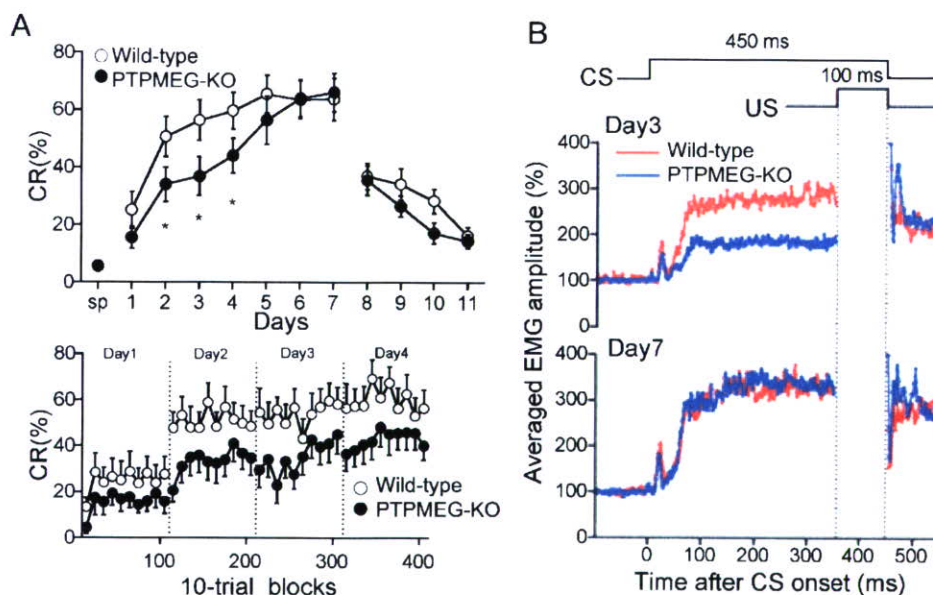 A
80
60
40
20
0
CR(%)
Wild-type
PTPMEG-KO
* * *
sp 1 2 3 4 5 6 7 8 9 10 11
Days
Day1 Day2 Day3 Day4
80
60
40
20
0
CR(%)
Wild-type
PTPMEG-KO
100 200 300 400
10-trial blocks
B
450 ms
CS
100 ms
US
Day3
400
300
200
100
0
Wild-type
PTPMEG-KO
Averaged EMG amplitude (%)
Day7
400
300
200
100
0
0 100 200 300 400 500
Time after CS onset (ms)